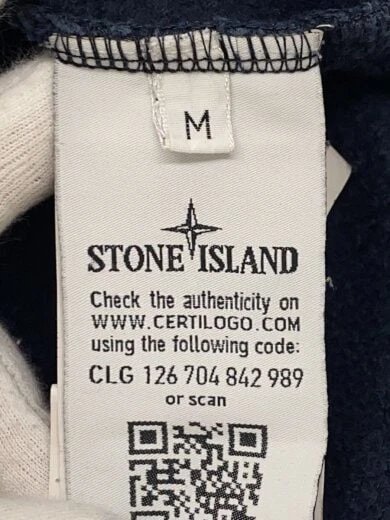 M
STONE ISLAND
Check the authenticity on
WWW.CERTILOGO.COM
using the following code:
CLG 126 704 842 989
or scan